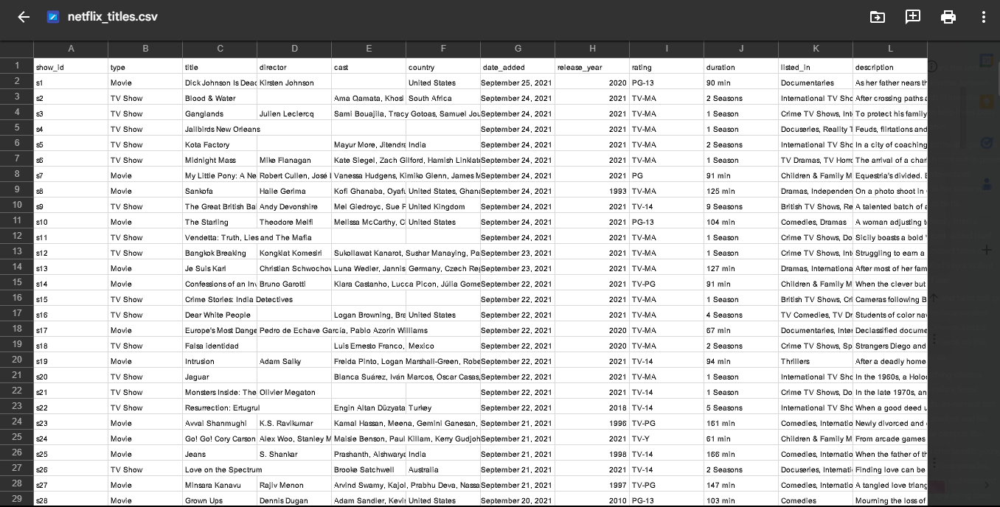 netflix_titles.csv
A B C D E F G H I J K L
1 show_id type title director cast country date_added release_year rating duration listed_in description
2 s1 Movie Dick Johnson Is Dead Kirsten Johnson United States September 25, 2021 2020 PG-13 90 min Documentaries As her father nears th
3 s2 TV Show Blood & Water Ama Qamata, Khosi South Africa September 24, 2021 2021 TV-MA 2 Seasons International TV Sho After crossing paths a
4 s3 TV Show Ganglands Julien Leclercq Sami Bouajila, Tracy Gotoas, Samuel Jou September 24, 2021 2021 TV-MA 1 Season Crime TV Shows, Int To protect his family
5 s4 TV Show Jailbirds New Orleans September 24, 2021 2021 TV-MA 1 Season Docuseries, Reality T Feuds, flirtations and
6 s5 TV Show Kota Factory Mayur More, Jitendra India September 24, 2021 2021 TV-MA 2 Seasons International TV Sho In a city of coaching
7 s6 TV Show Midnight Mass Mike Flanagan Kate Siegel, Zach Gilford, Hamish Linklat September 24, 2021 2021 TV-MA 1 Season TV Dramas, TV Horro The arrival of a char
8 s7 Movie My Little Pony: A Ne Robert Cullen, José L Vanessa Hudgens, Kimiko Glenn, James M September 24, 2021 2021 PG 91 min Children & Family M Equestria's divided. B
9 s8 Movie Sankofa Haile Gerima Kofi Ghanaba, Oyafu United States, Ghana September 24, 2021 1993 TV-MA 125 min Dramas, Independen On a photo shoot in
10 s9 TV Show The Great British Bal Andy Devonshire Mel Giedroyc, Sue P United Kingdom September 24, 2021 2021 TV-14 9 Seasons British TV Shows, Re A talented batch of a
11 s10 Movie The Starling Theodore Melfi Melissa McCarthy, C United States September 24, 2021 2021 PG-13 104 min Comedies, Dramas A woman adjusting to
12 s11 TV Show Vendetta: Truth, Lies and The Mafia September 24, 2021 2021 TV-MA 1 Season Crime TV Shows, Do Sicily boasts a bold "
13 s12 TV Show Bangkok Breaking Kongkiat Komesiri Sukollawat Kanarot, Sushar Manaying, Pa September 23, 2021 2021 TV-MA 1 Season Crime TV Shows, Int Struggling to earn a
14 s13 Movie Je Suis Karl Christian Schwochow Luna Wedler, Jannis Germany, Czech Rep September 23, 2021 2021 TV-MA 127 min Dramas, Internationa After most of her fam
15 s14 Movie Confessions of an Inv Bruno Garotti Klara Castanho, Lucca Picon, Júlia Gome September 22, 2021 2021 TV-PG 91 min Children & Family M When the clever but
16 s15 TV Show Crime Stories: India Detectives September 22, 2021 2021 TV-MA 1 Season British TV Shows, Cri Cameras following B
17 s16 TV Show Dear White People Logan Browning, Bra United States September 22, 2021 2021 TV-MA 4 Seasons TV Comedies, TV Dr Students of color nav
18 s17 Movie Europe's Most Dange Pedro de Echave García, Pablo Azorín Williams September 22, 2021 2020 TV-MA 67 min Documentaries, Inter Declassified docume
19 s18 TV Show Falsa identidad Luis Ernesto Franco, Mexico September 22, 2021 2020 TV-MA 2 Seasons Crime TV Shows, Sp Strangers Diego and
20 s19 Movie Intrusion Adam Salky Freida Pinto, Logan Marshall-Green, Robe September 22, 2021 2021 TV-14 94 min Thrillers After a deadly home
21 s20 TV Show Jaguar Blanca Suárez, Iván Marcos, Óscar Casas, September 22, 2021 2021 TV-MA 1 Season International TV Sho In the 1960s, a Holoc
22 s21 TV Show Monsters Inside: The Olivier Megaton September 22, 2021 2021 TV-14 1 Season Crime TV Shows, Do In the late 1970s, an
23 s22 TV Show Resurrection: Ertugrul Engin Altan Düzyata Turkey September 22, 2021 2018 TV-14 5 Seasons International TV Sho When a good deed u
24 s23 Movie Avvai Shanmughi K.S. Ravikumar Kamal Hassan, Meena, Gemini Ganesan, September 21, 2021 1996 TV-PG 161 min Comedies, Internatio Newly divorced and
25 s24 Movie Go! Go! Cory Carson Alex Woo, Stanley M Maisie Benson, Paul Killam, Kerry Gudjoh September 21, 2021 2021 TV-Y 61 min Children & Family M From arcade games
26 s25 Movie Jeans S. Shankar Prashanth, Aishwarya India September 21, 2021 1998 TV-14 166 min Comedies, Internatio When the father of th
27 s26 TV Show Love on the Spectrum Brooke Satchwell Australia September 21, 2021 2021 TV-14 2 Seasons Docuseries, Internati Finding love can be
28 s27 Movie Minsara Kanavu Rajiv Menon Arvind Swamy, Kajol, Prabhu Deva, Nassa September 21, 2021 1997 TV-PG 147 min Comedies, Internatio A tangled love triang
29 s28 Movie Grown Ups Dennis Dugan Adam Sandler, Kevin United States September 20, 2021 2010 PG-13 103 min Comedies Mourning the loss of